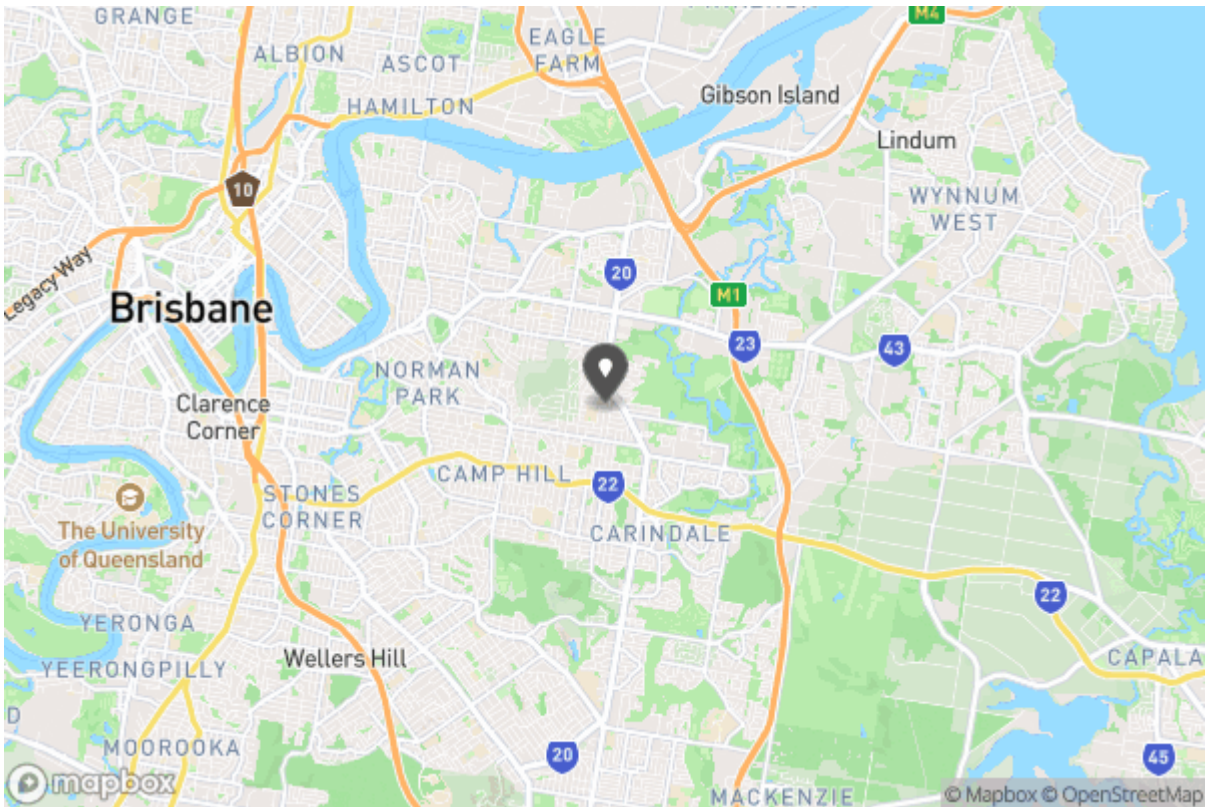 GRANGE
M4
ALBION
EAGLE
FARM
ASCOT
HAMILTON
Gibson Island
Lindum
10
WYNNUM
WEST
Legacy Way
20
Brisbane
M1
23
43
NORMAN
PARK
Clarence
Corner
CAMP HILL
22
STONES
CORNER
The University
of Queensland
CARINDALE
22
YERONGA
Wellers Hill
YEERONGPILLY
CAPALA
D
MOOROOKA
20
45
mapbox
MACKENZIE
© Mapbox © OpenStreetMap